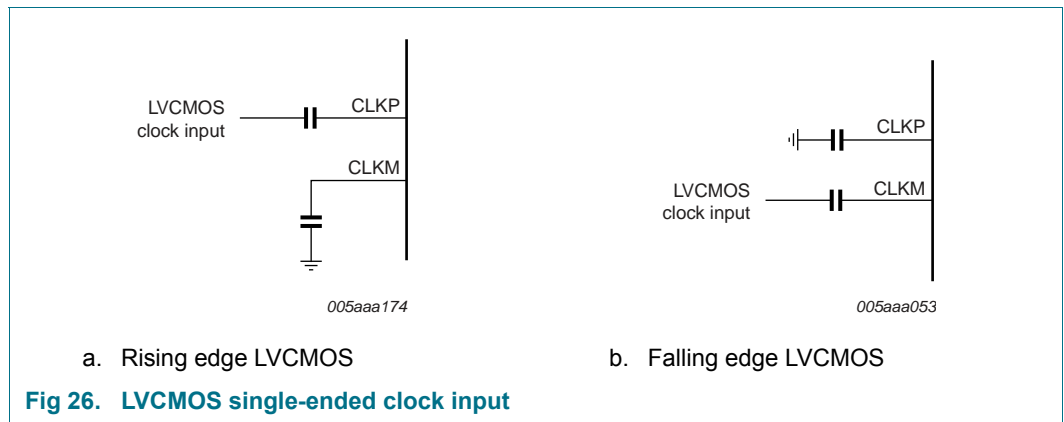 LVCMOS
clock input
CLKP
CLKM
005aaa174
a. Rising edge LVCMOS
CLKP
LVCMOS
clock input
CLKM
005aaa053
b. Falling edge LVCMOS
Fig 26. LVCMOS single-ended clock input